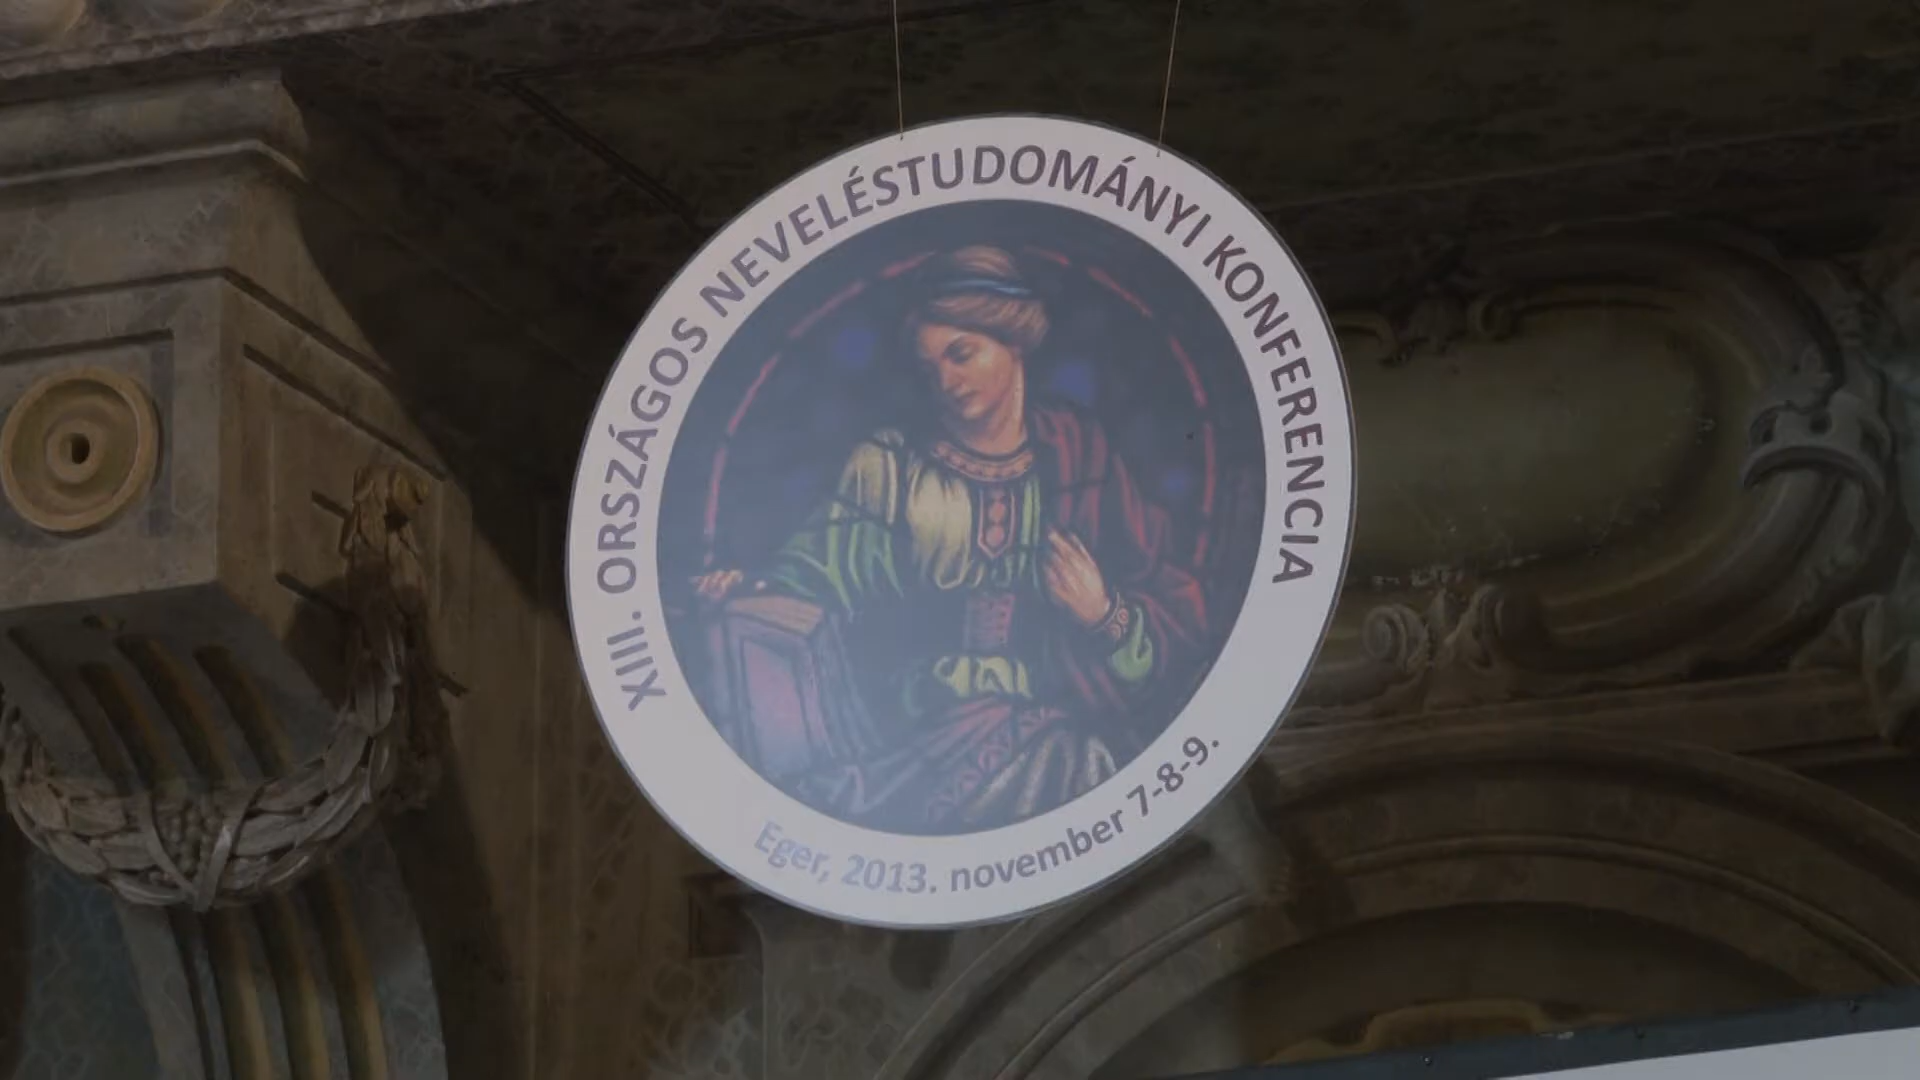 XIII. ORSZÁGOS NEVELÉSTUDOMÁNYI KONFERENCIA
Eger, 2013. november 7-8-9.